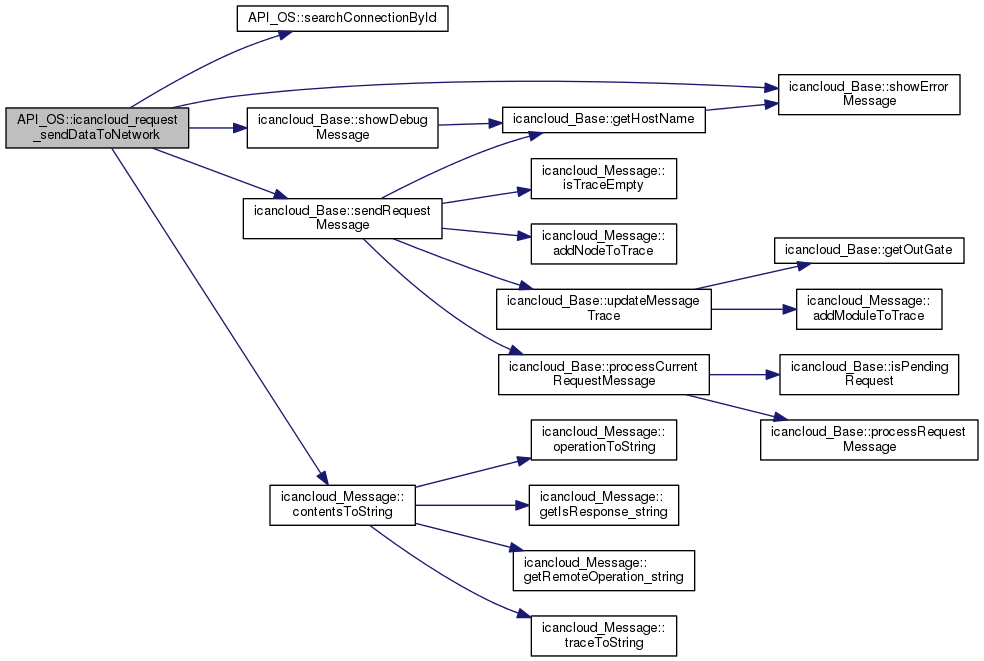 API_OS::searchConnectionById
API_OS::icancloud_request
_sendDataToNetwork
icancloud_Base::showError
Message
icancloud_Base::showDebug
Message
icancloud_Base::getHostName
icancloud_Message::
isTraceEmpty
icancloud_Base::sendRequest
Message
icancloud_Message::
addNodeToTrace
icancloud_Base::getOutGate
icancloud_Base::updateMessage
Trace
icancloud_Message::
addModuleToTrace
icancloud_Base::processCurrent
RequestMessage
icancloud_Base::isPending
Request
icancloud_Base::processRequest
Message
icancloud_Message::
operationToString
icancloud_Message::
contentsToString
icancloud_Message::
getIsResponse_string
icancloud_Message::
getRemoteOperation_string
icancloud_Message::
traceToString